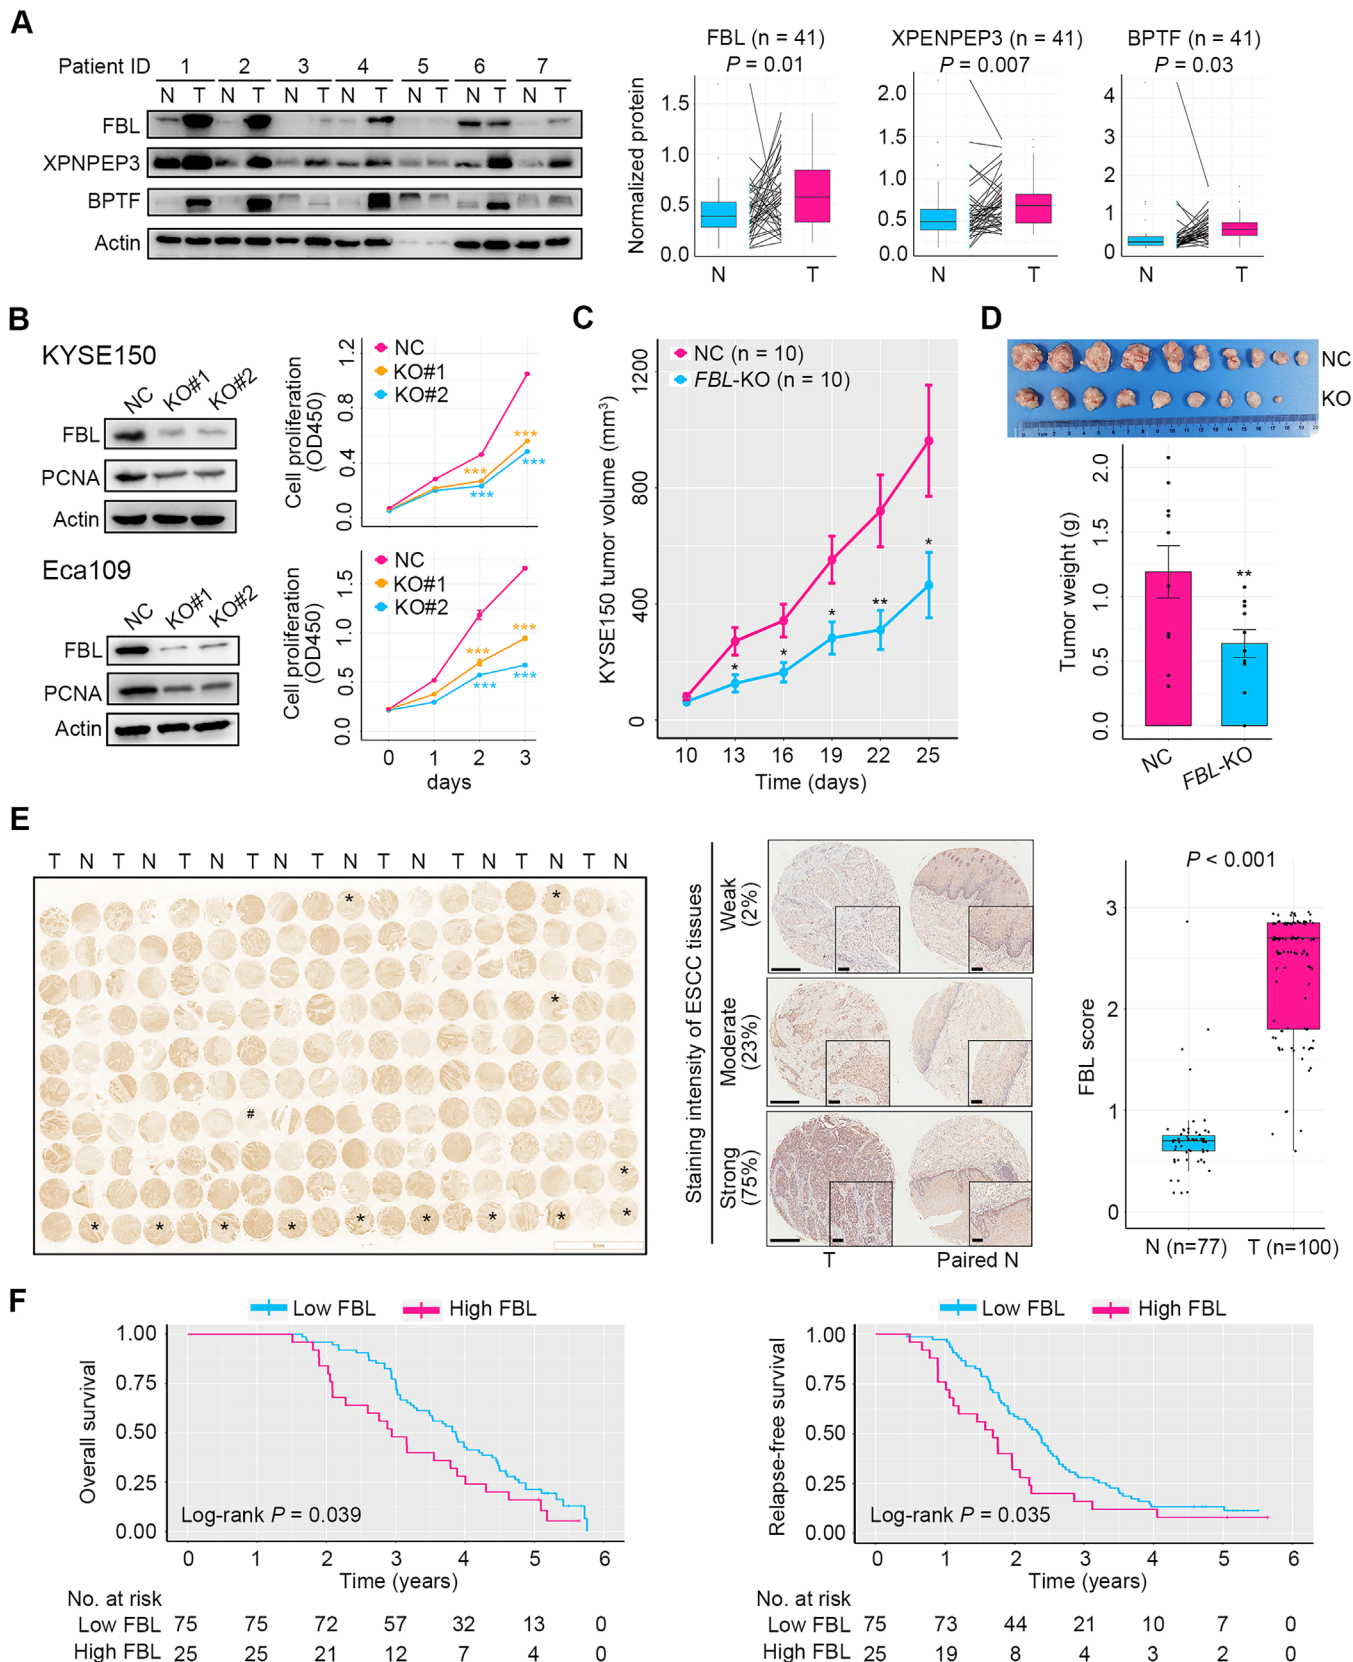 A
Patient ID 1 2 3 4 5 6 7
N T N T N T N T N T N T N T
FBL
XPNPEP3
BPTF
Actin
FBL (n = 41)
P = 0.01
Normalized protein
1.5
1.0
0.5
0.0
N T
XPENPEP3 (n = 41)
P = 0.007
2.0
1.5
1.0
0.5
0.0
N T
BPTF (n = 41)
P = 0.03
4
3
2
1
0
N T
B
KYSE150
NC KO#1 KO#2
FBL
PCNA
Actin
Cell proliferation
(OD450)
1.2
0.8
0.4
0.0
NC
KO#1
KO#2
***
***
***
***
Eca109
NC KO#1 KO#2
FBL
PCNA
Actin
Cell proliferation
(OD450)
1.5
1.0
0.5
0.0
NC
KO#1
KO#2
***
***
***
***
0 1 2 3
days
C
KYSE150 tumor volume (mm3)
1200
800
400
0
NC (n = 10)
FBL-KO (n = 10)
* * * ** *
10 13 16 19 22 25
Time (days)
D
NC
KO
Tumor weight (g)
2.0
1.5
1.0
0.5
0.0
**
NC FBL-KO
E
T N T N T N T N N T N T N T N T N
* *
*
#
*
* * * * * * * * *
Staining intensity of ESCC tissues
Weak
(2%)
Moderate
(23%)
Strong
(75%)
T Paired N
P < 0.001
FBL score
3
2
1
0
N (n=77) T (n=100)
F
Low FBL High FBL
Overall survival
1.00
0.75
0.50
0.25
0.00
Log-rank P = 0.039
0 1 2 3 4 5 6
Time (years)
No. at risk
Low FBL 75 75 72 57 32 13 0
High FBL 25 25 21 12 7 4 0
Low FBL High FBL
Relapse-free survival
1.00
0.75
0.50
0.25
0.00
Log-rank P = 0.035
0 1 2 3 4 5 6
Time (years)
No. at risk
Low FBL 75 73 44 21 10 7 0
High FBL 25 19 8 4 3 2 0